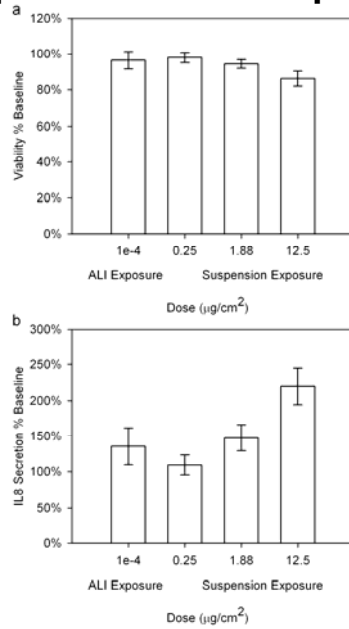 a
120%
100%
80%
60%
40%
20%
0%
Viability % Baseline
1e-4 0.25 1.88 12.5
ALI Exposure Suspension Exposure
Dose (μg/cm²)
b
300%
250%
200%
150%
100%
50%
0%
IL8 Secretion % Baseline
1e-4 0.25 1.88 12.5
ALI Exposure Suspension Exposure
Dose (μg/cm²)